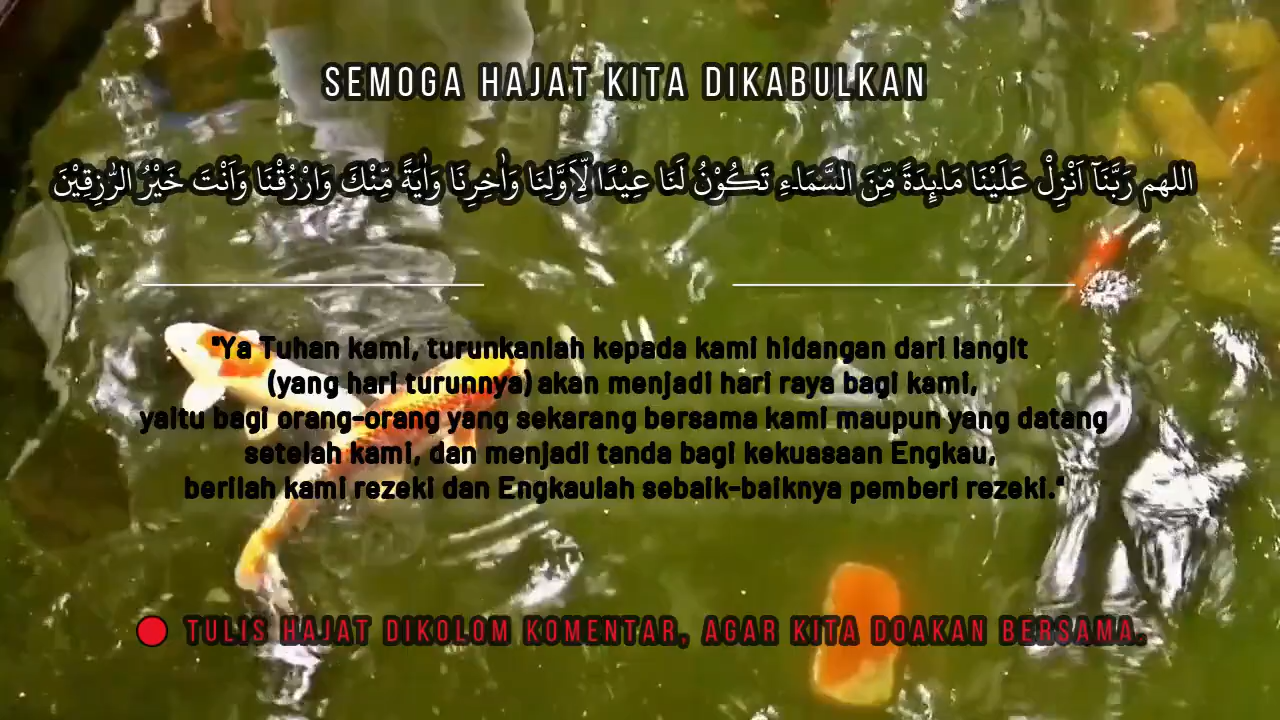 SEMOGA HAJAT KITA DIKABULKAN
اللهم رَبَّنَآ اَنْزِلْ عَلَيْنَا مَاۤىِٕدَةً مِّنَ السَّمَاۤءِ تَكُوْنُ لَنَا عِيْدًا لِّاَوَّلِنَا وَاٰخِرِنَا وَاٰيَةً مِّنْكَ وَارْزُقْنَا وَاَنْتَ خَيْرُ الرّٰزِقِيْنَ
"Ya Tuhan kami, turunkanlah kepada kami hidangan dari langit
(yang hari turunnya) akan menjadi hari raya bagi kami,
yaitu bagi orang-orang yang sekarang bersama kami maupun yang datang
setelah kami, dan menjadi tanda bagi kekuasaan Engkau,
berilah kami rezeki dan Engkaulah sebaik-baiknya pemberi rezeki."
TULIS HAJAT DIKOLOM KOMENTAR, AGAR KITA DOAKAN BERSAMA.